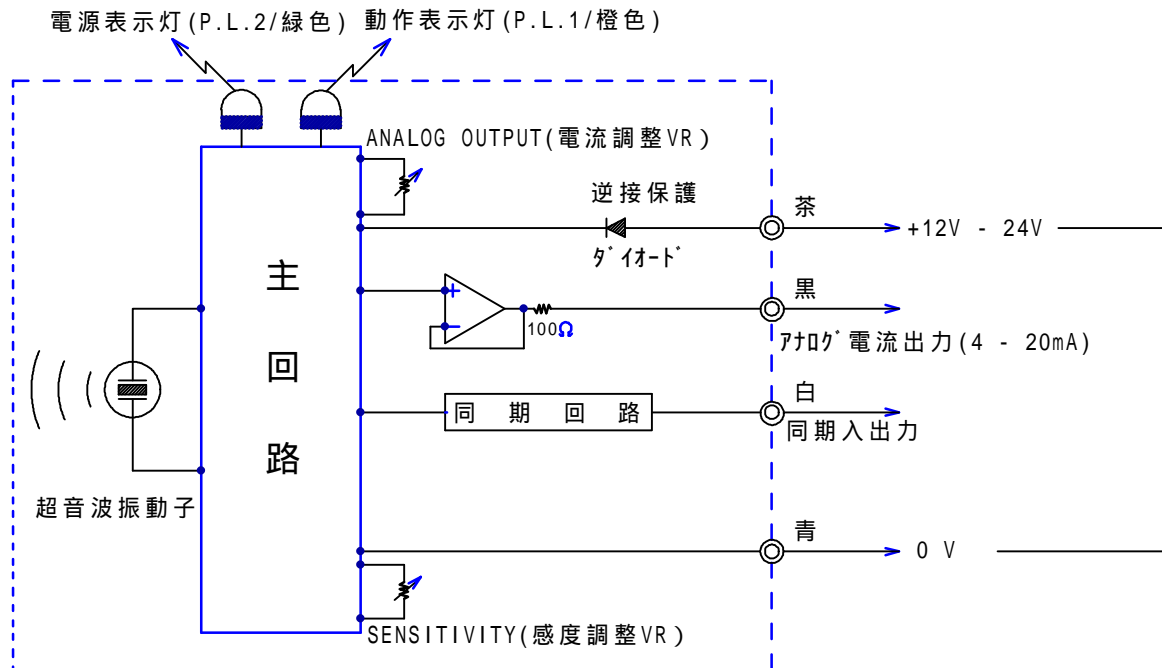 電源表示灯(P.L.2/緑色) 動作表示灯(P.L.1/橙色)
ANALOG OUTPUT(電流調整VR)
逆接保護
ﾀﾞｲｵｰﾄﾞ
茶
+12V - 24V
主回路
+
-
100Ω
黒
ｱﾅﾛｸﾞ電流出力(4 - 20mA)
同期回路
白
同期入出力
超音波振動子
青
0 V
SENSITIVITY(感度調整VR)